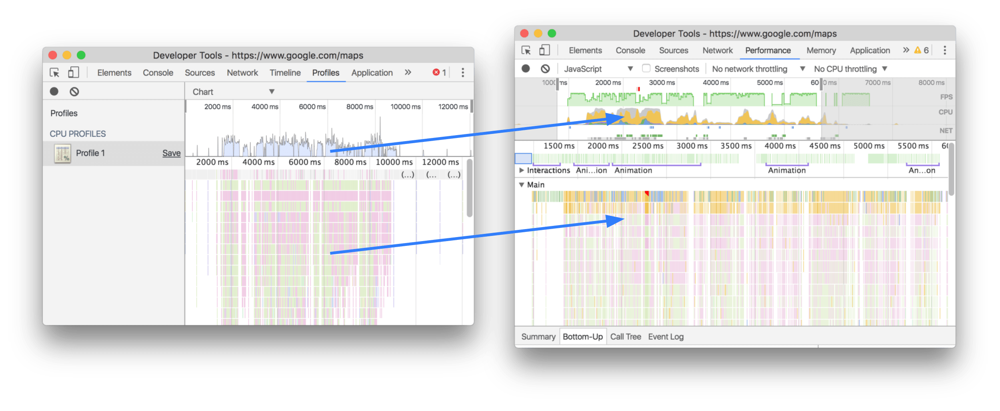 Developer Tools - https://www.google.com/maps
Elements Console Sources Network Timeline Profiles Application » 1
Chart
Profiles
CPU PROFILES
Profile 1 Save
2000 ms 4000 ms 6000 ms 8000 ms 10000 ms 12000 ms
2000 ms 4000 ms 6000 ms 8000 ms 10000 ms 12000 ms
(...) (... (...)
Developer Tools - https://www.google.com/maps
Elements Console Sources Network Performance Memory Application » 6
JavaScript Screenshots No network throttling No CPU throttling
1000 ms 2000 ms 3000 ms 4000 ms 5000 ms 6000 ms 7000 ms 8000 ms
FPS
CPU
NET
1500 ms 2000 ms 2500 ms 3000 ms 3500 ms 4000 ms 4500 ms 5000 ms 5500 ms
Interactions Ani...ion Animation Animation An...on
Main
Summary Bottom-Up Call Tree Event Log